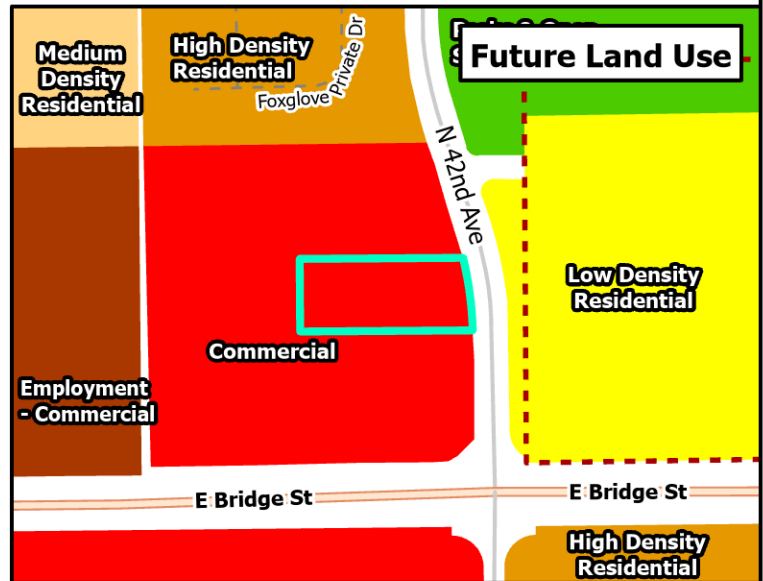 Future Land Use
Medium
Density
Residential
High Density
Residential
Foxglove Private Dr
N 42nd Ave
Low Density
Residential
Commercial
Employment
- Commercial
E Bridge St
E Bridge St
High Density
Residential